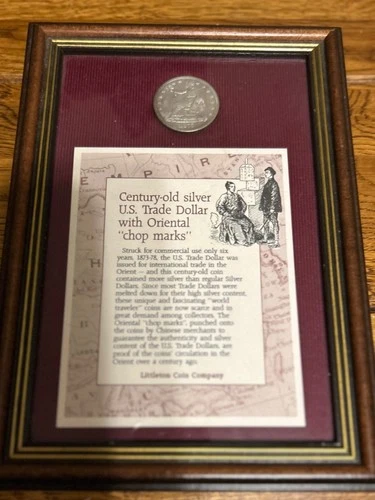 E M P I R E
Century-old silver
U.S. Trade Dollar
with Oriental
"chop marks"
Struck for commercial use only six
years, 1873-78, the U.S. Trade Dollar was
issued for international trade in the
Orient — and this century-old coin
contained more silver than regular Silver
Dollars. Since most Trade Dollars were
melted down for their high silver content,
these unique and fascinating "world
traveler" coins are now scarce and in
great demand among collectors. The
Oriental "chop marks", punched onto
the coins by Chinese merchants to
guarantee the authenticity and silver
content of the U.S. Trade Dollars, are
proof of the coins' circulation in the
Orient over a century ago.
Littleton Coin Company